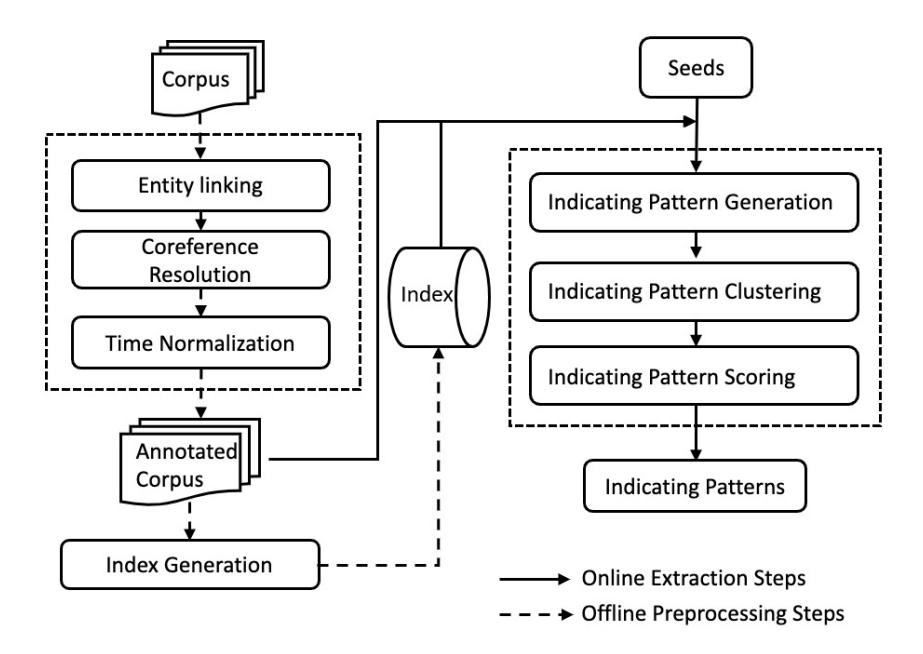 Corpus
Entity linking
Coreference
Resolution
Time Normalization
Annotated
Corpus
Index Generation
Index
Seeds
Indicating Pattern Generation
Indicating Pattern Clustering
Indicating Pattern Scoring
Indicating Patterns
Online Extraction Steps
Offline Preprocessing Steps